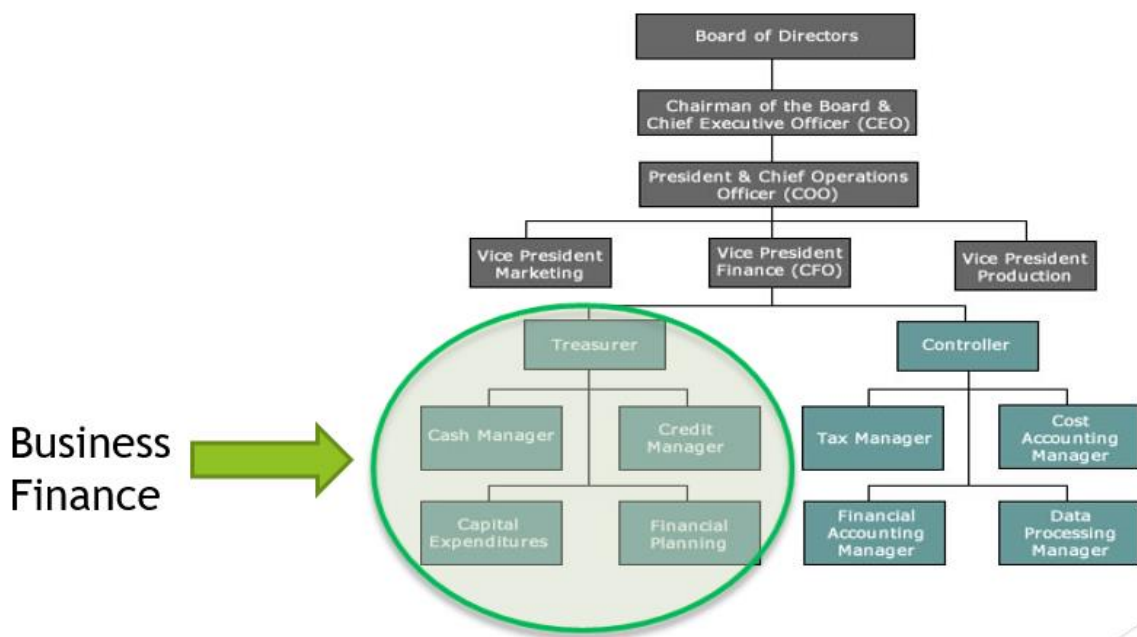 Board of Directors
Chairman of the Board &
Chief Executive Officer (CEO)
President & Chief Operations
Officer (COO)
Vice President
Marketing
Vice President
Finance (CFO)
Vice President
Production
Treasurer
Controller
Cash Manager
Credit
Manager
Tax Manager
Cost
Accounting
Manager
Capital
Expenditures
Financial
Planning
Financial
Accounting
Manager
Data
Processing
Manager
Business
Finance